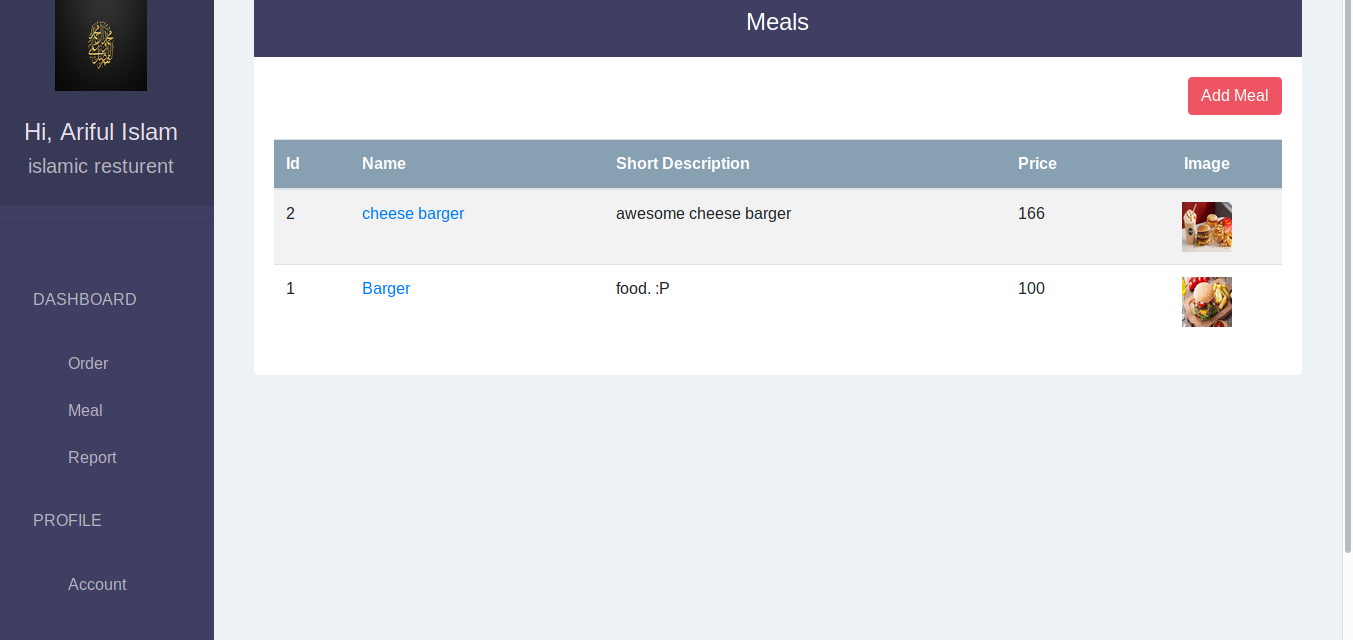 Meals
Hi, Ariful Islam
islamic resturent
DASHBOARD
Order
Meal
Report
PROFILE
Account
Add Meal
Id Name Short Description Price Image
2 cheese barger awesome cheese barger 166
1 Barger food. :P 100